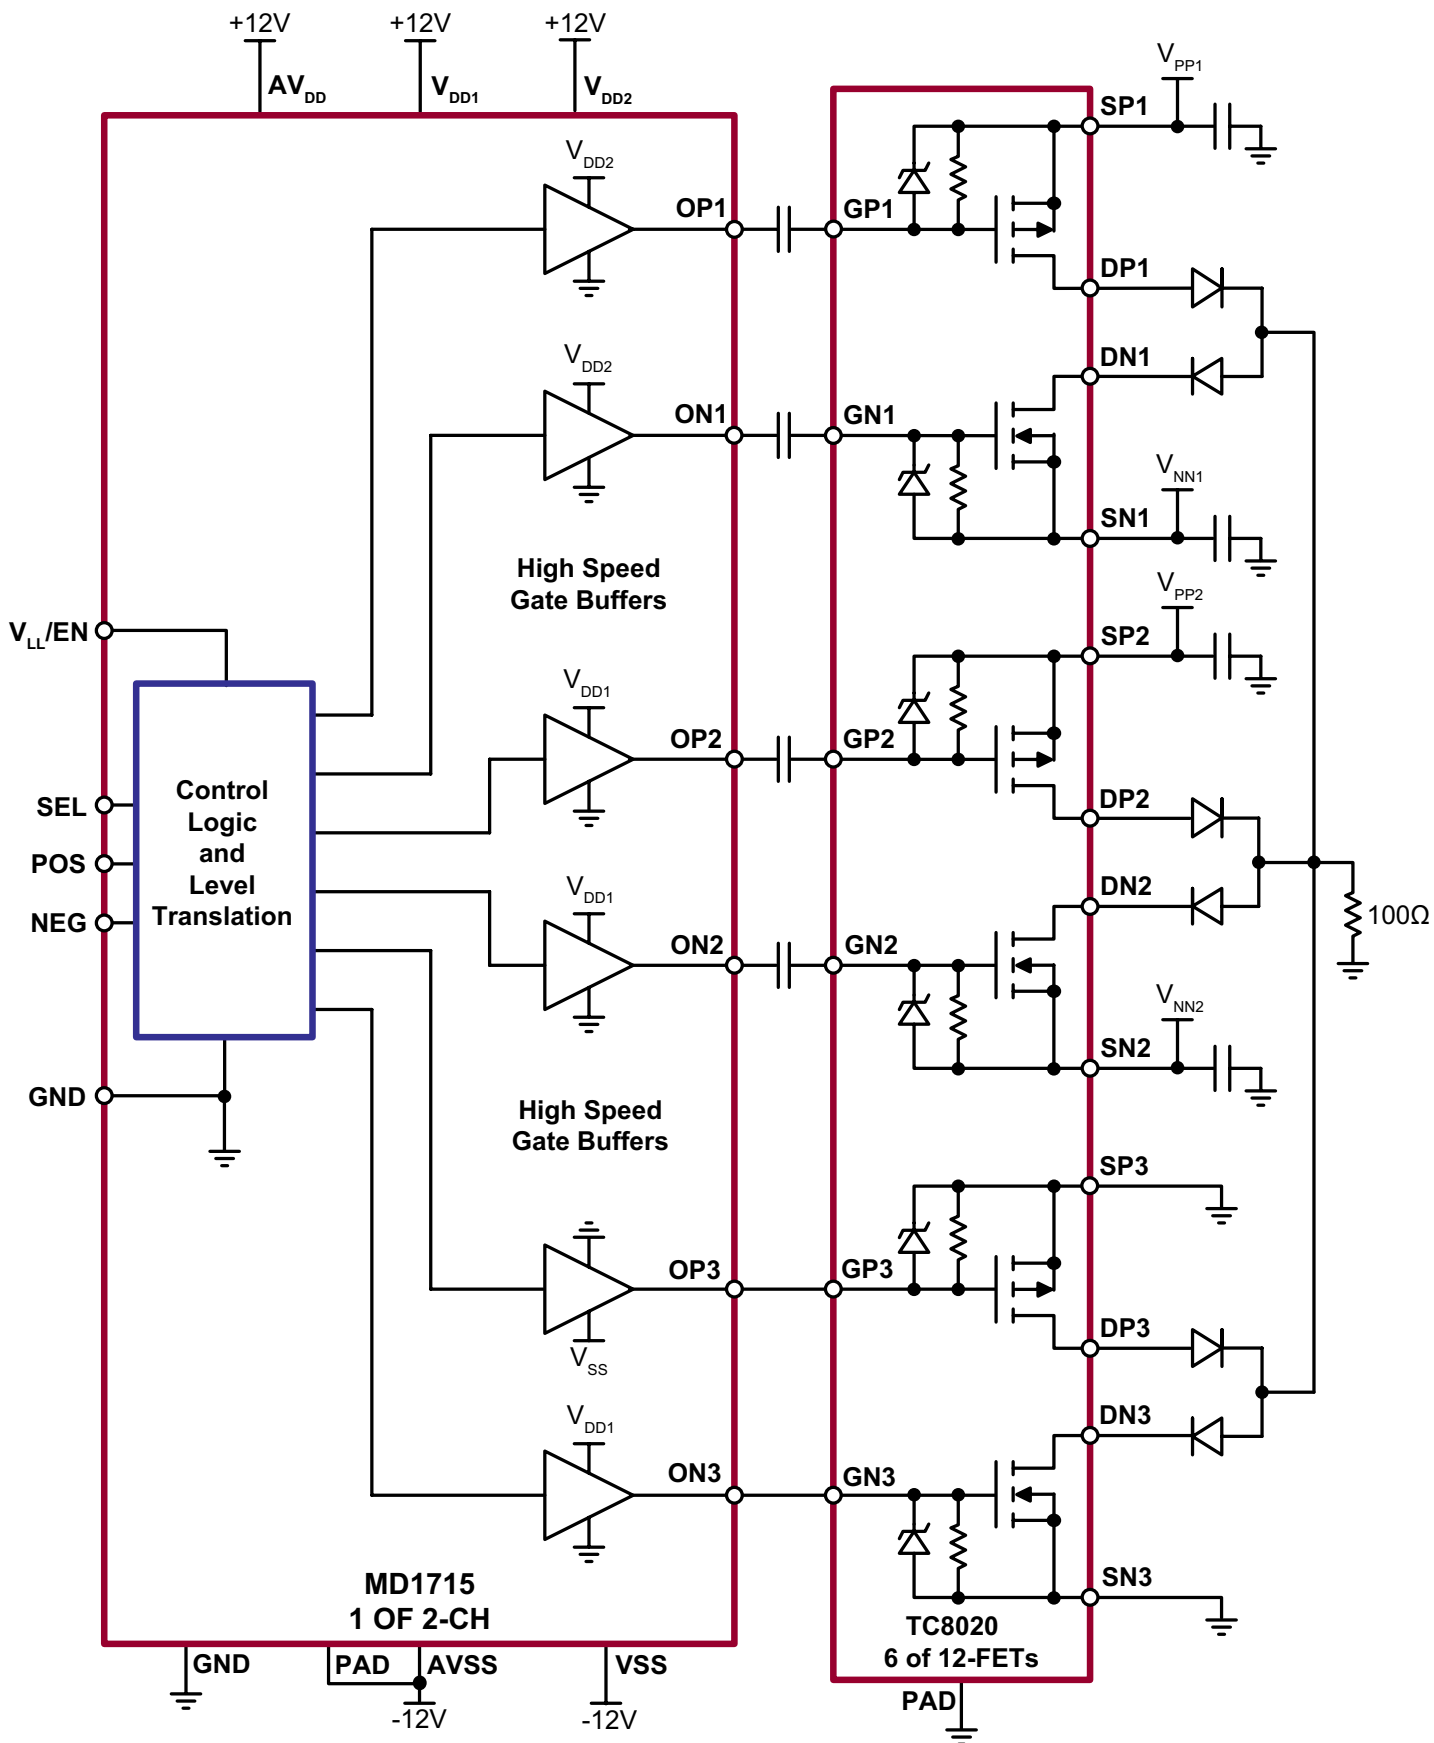 +12V +12V +12V
AVDD VDD1 VDD2
VPP1
SP1
VDD2
OP1 GP1
DP1
VDD2
DN1
ON1 GN1
VNN1
SN1
High Speed
Gate Buffers
VPP2
SP2
VLL/EN
VDD1
OP2 GP2
DP2
Control
Logic
and
Level
Translation
SEL
POS
NEG
VDD1
DN2
100Ω
ON2 GN2
VNN2
SN2
GND
High Speed
Gate Buffers
SP3
OP3 GP3
VSS
DP3
VDD1
DN3
ON3 GN3
SN3
MD1715
1 OF 2-CH
TC8020
6 of 12-FETs
GND PAD AVSS VSS
PAD
-12V -12V